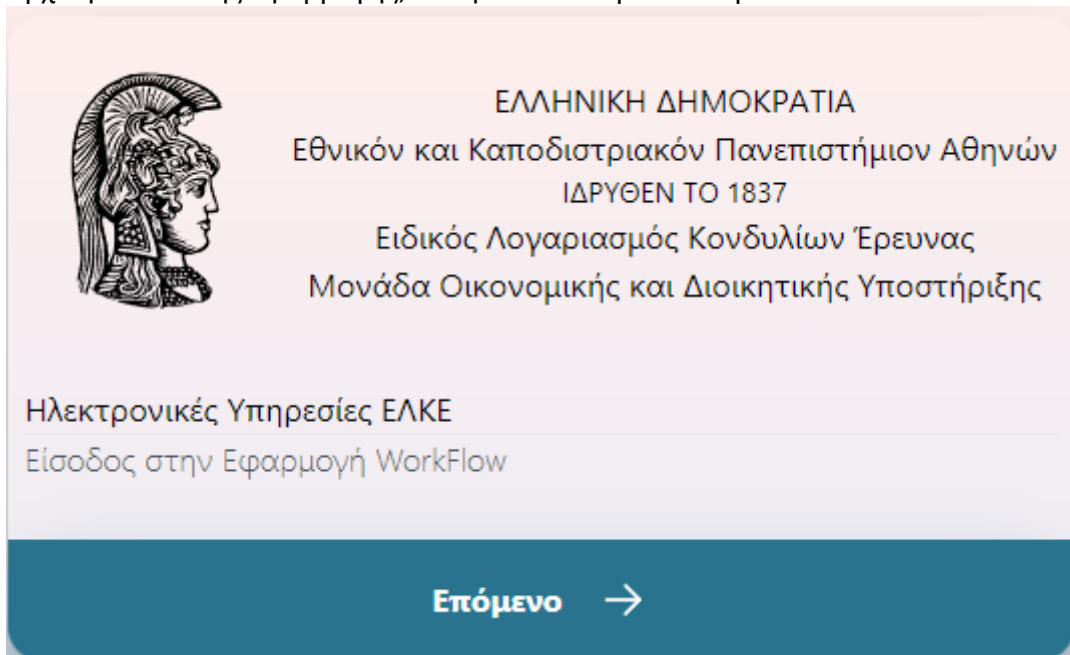 ΕΛΛΗΝΙΚΗ ΔΗΜΟΚΡΑΤΙΑ
Εθνικόν και Καποδιστριακόν Πανεπιστήμιον Αθηνών
ΙΔΡΥΘΕΝ ΤΟ 1837
Ειδικός Λογαριασμός Κονδυλίων Έρευνας
Μονάδα Οικονομικής και Διοικητικής Υποστήριξης
Ηλεκτρονικές Υπηρεσίες ΕΛΚΕ
Είσοδος στην Εφαρμογή WorkFlow
Επόμενο →